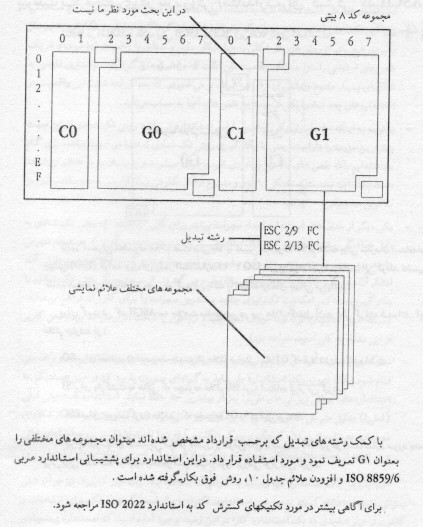 مجموعه کد ۸ بیتی
در این بحث مورد نظر ما نیست
0 1 2 3 4 5 6 7 0 1 2 3 4 5 6 7
0
1
2
.
.
.
E
F
C0 G0 C1 G1
ESC 2/9 FC
رشته تبدیل
ESC 2/13 FC
مجموعه های مختلف علائم نمایشی
با کمک رشته های تبدیل که برحسب قرارداد مشخص شده‌اند میتوان مجموعه های مختلفی را
بعنوان G1 تعریف نمود و مورد استفاده قرار داد. دراین استاندارد برای پشتیبانی استاندارد عربی
ISO 8859/6 و افزودن علائم جدول ۱۰، روش فوق بکار گرفته شده است .
برای آگاهی بیشتر در مورد تکنیکهای گسترش کد به استاندارد ISO 2022 مراجعه شود.